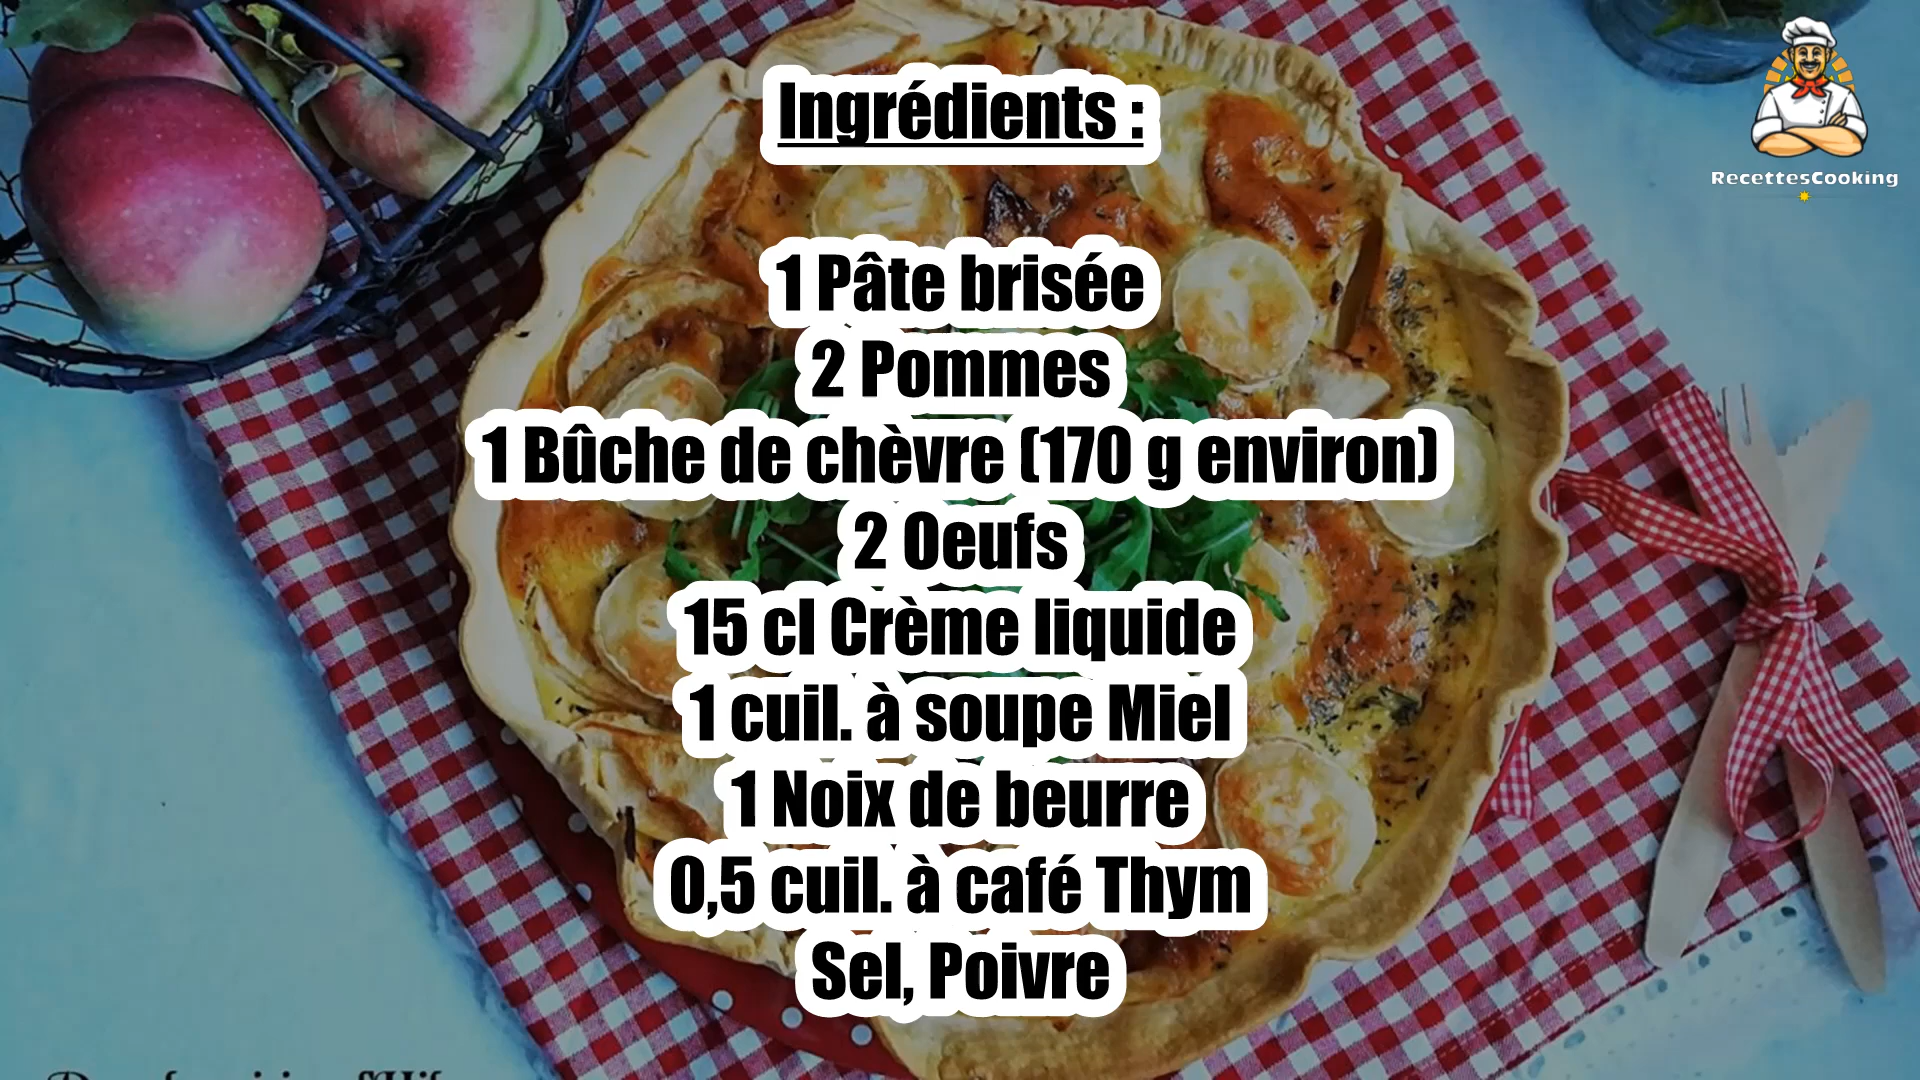 Ingrédients :
RecettesCooking
1 Pâte brisée
2 Pommes
1 Bûche de chèvre (170 g environ)
2 Oeufs
15 cl Crème liquide
1 cuil. à soupe Miel
1 Noix de beurre
0,5 cuil. à café Thym
Sel, Poivre